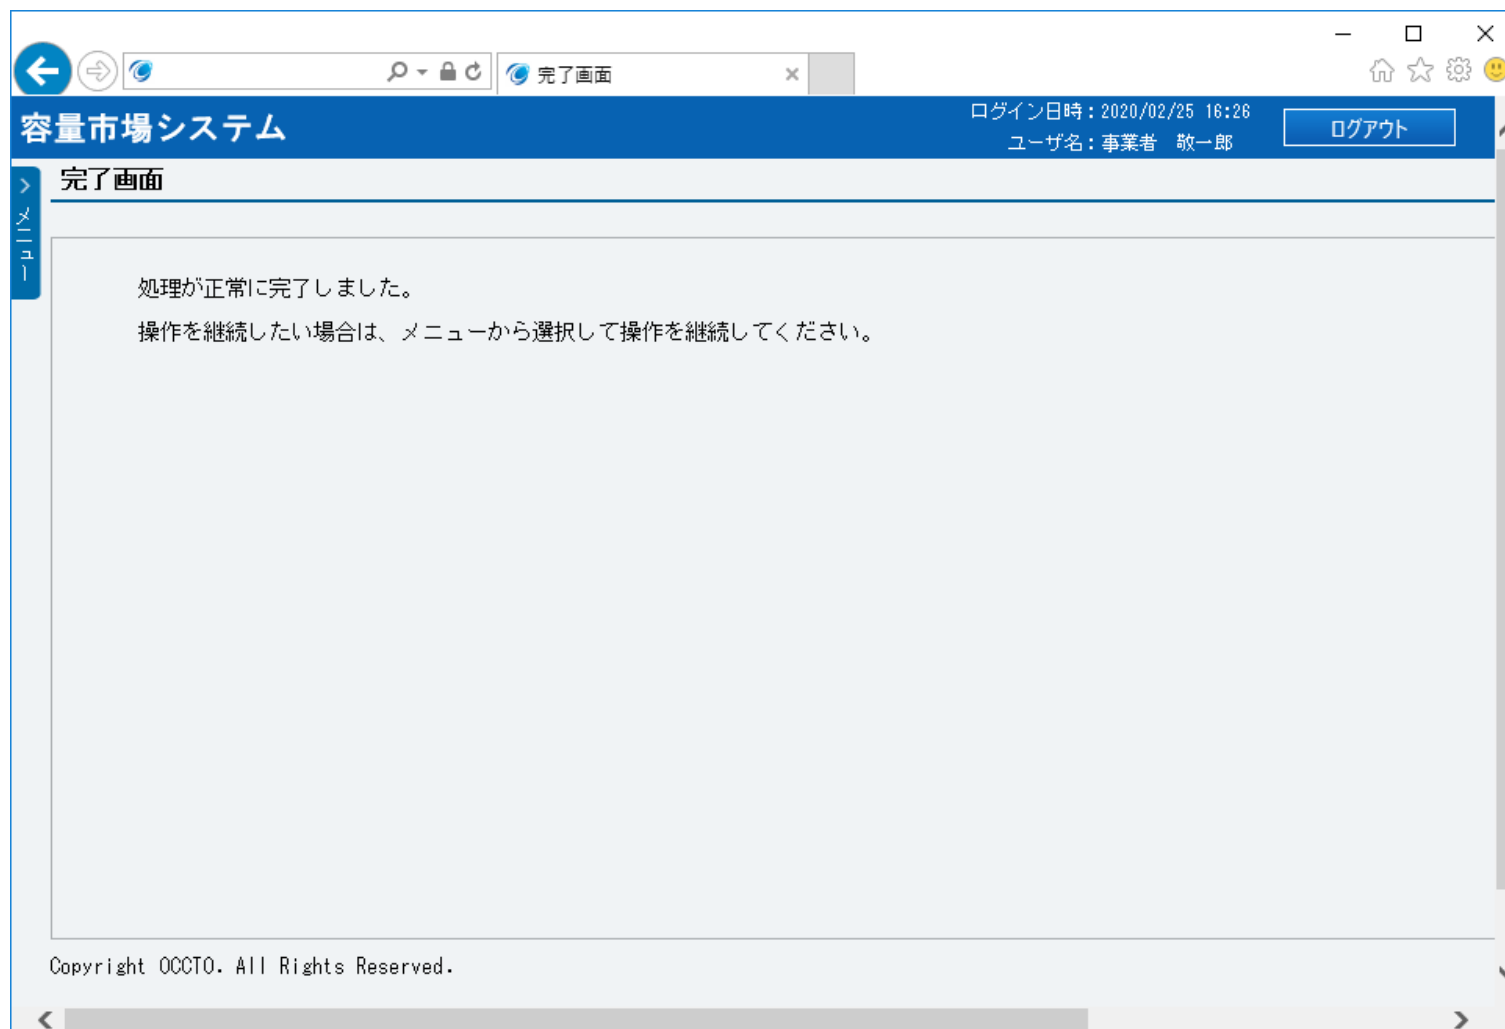 完了画面
容量市場システム
ログイン日時：2020/02/25 16:26
ユーザ名：事業者　敬一郎
ログアウト
> メニュー
完了画面
処理が正常に完了しました。
操作を継続したい場合は、メニューから選択して操作を継続してください。
Copyright OCCTO. All Rights Reserved.